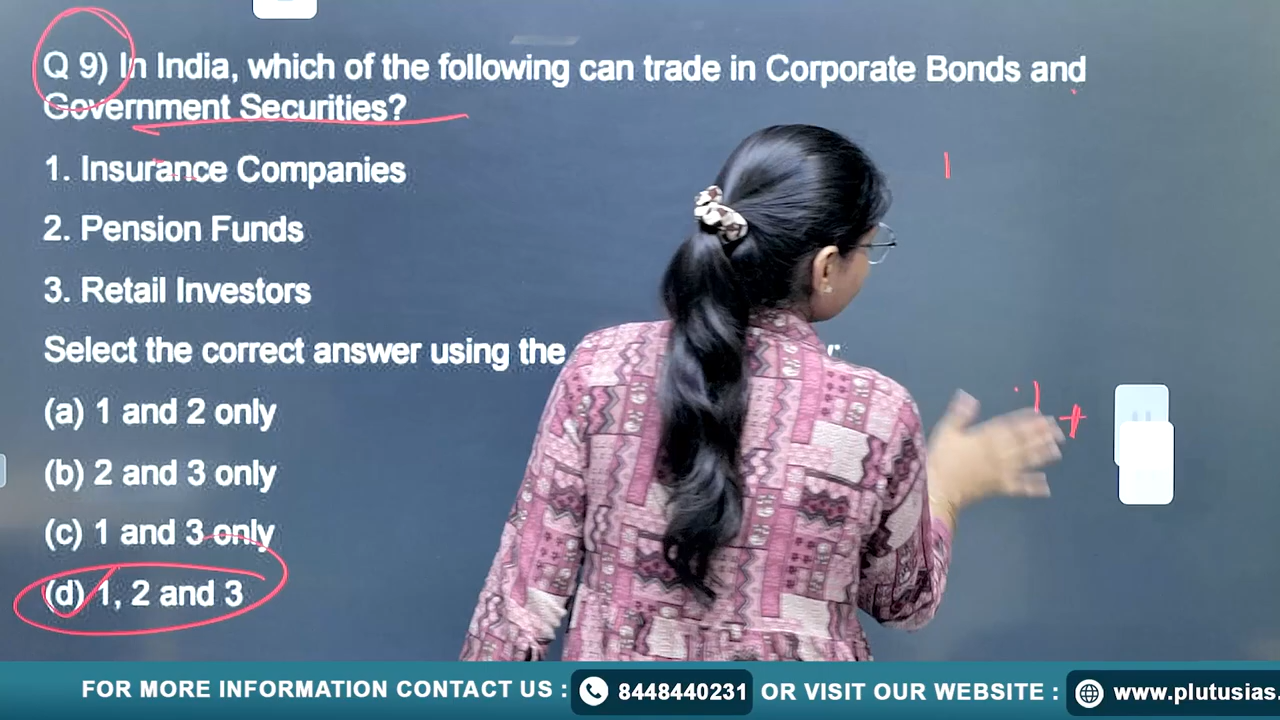 Q 9) In India, which of the following can trade in Corporate Bonds and
Government Securities?
1. Insurance Companies
2. Pension Funds
3. Retail Investors
Select the correct answer using the
(a) 1 and 2 only
(b) 2 and 3 only
(c) 1 and 3 only
(d) 1, 2 and 3
FOR MORE INFORMATION CONTACT US : 8448440231 OR VISIT OUR WEBSITE : www.plutusias.